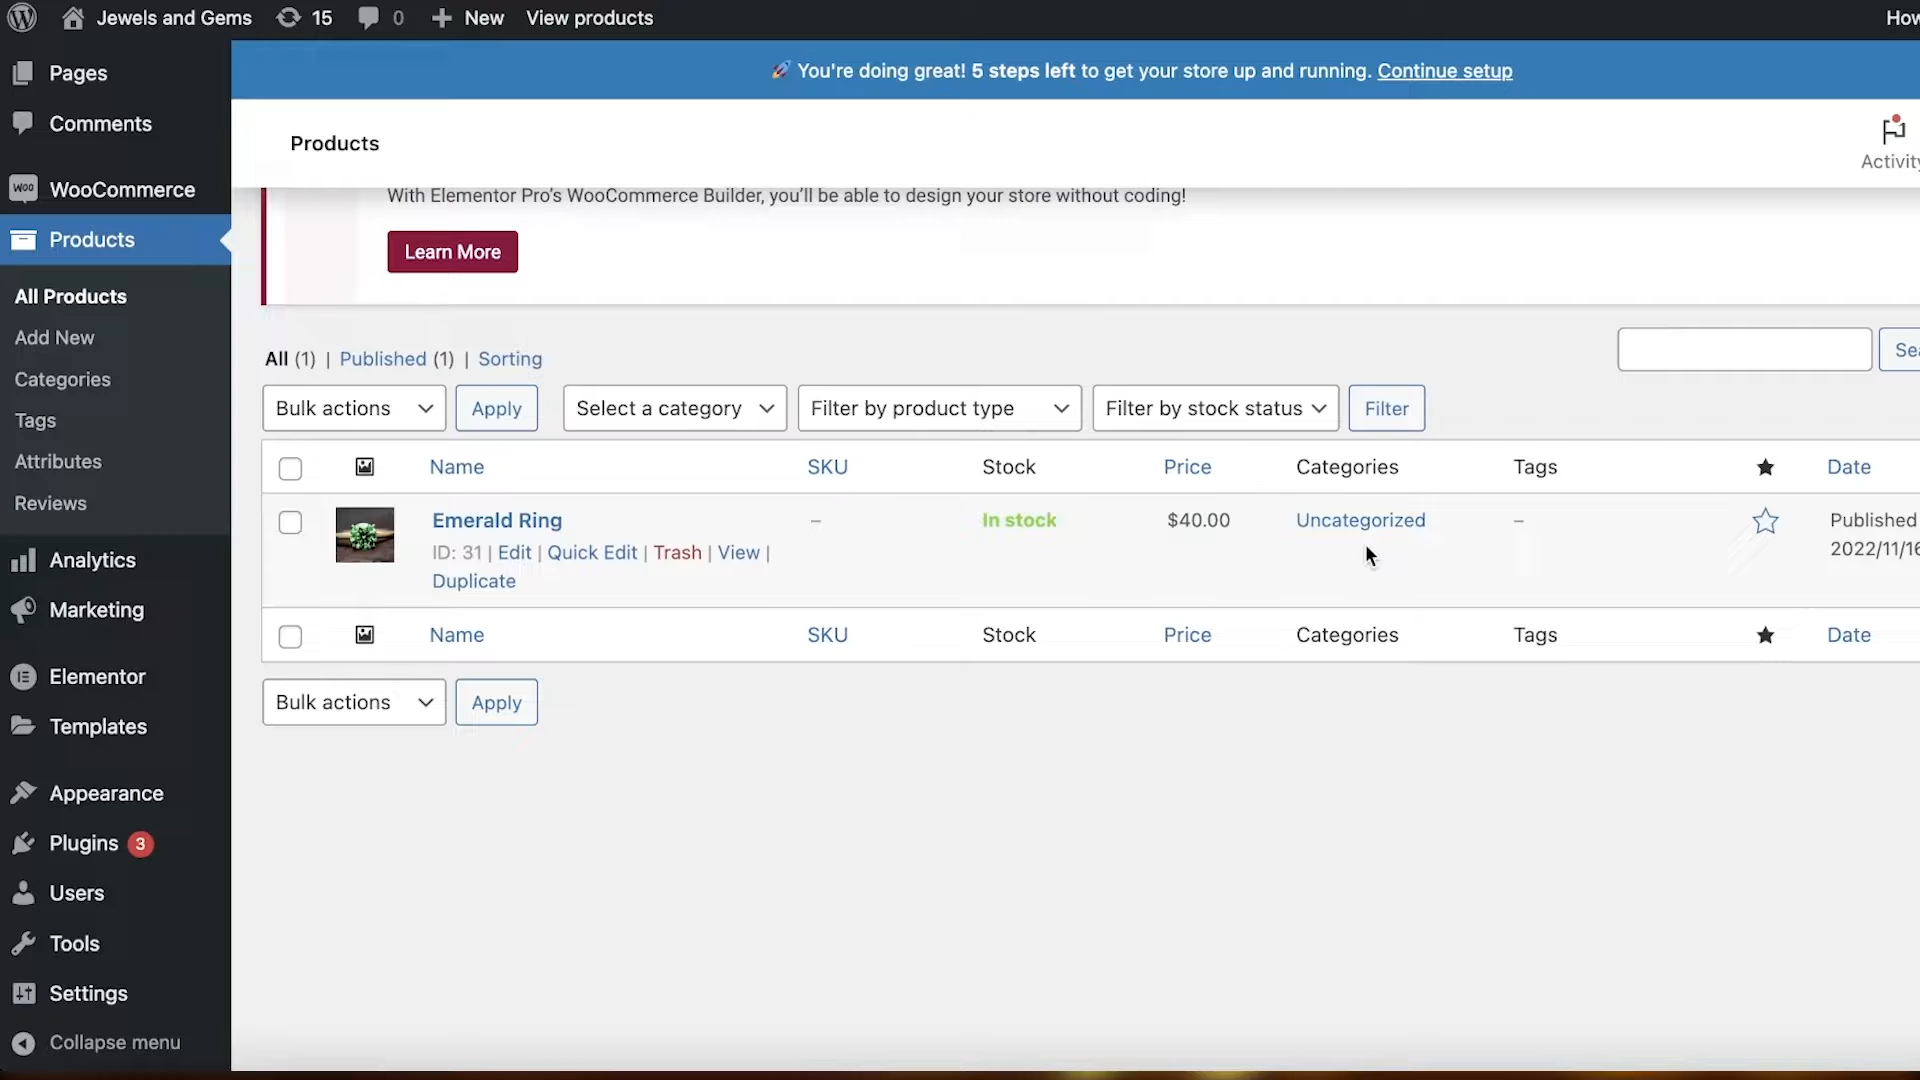 Jewels and Gems 15 0 New View products
Pages
Comments
WOO WooCommerce
Products
All Products
Add New
Categories
Tags
Attributes
Reviews
Analytics
Marketing
Elementor
Templates
Appearance
Plugins 3
Users
Tools
Settings
Collapse menu
You're doing great! 5 steps left to get your store up and running. Continue setup
Products
With Elementor Pro's WooCommerce Builder, you'll be able to design your store without coding!
Learn More
All (1) | Published (1) | Sorting
Bulk actions Apply Select a category Filter by product type Filter by stock status Filter
Name SKU Stock Price Categories Tags Date
Emerald Ring – In stock $40.00 Uncategorized – Published
ID: 31 | Edit | Quick Edit | Trash | View |
Duplicate
Name SKU Stock Price Categories Tags Date
Bulk actions Apply